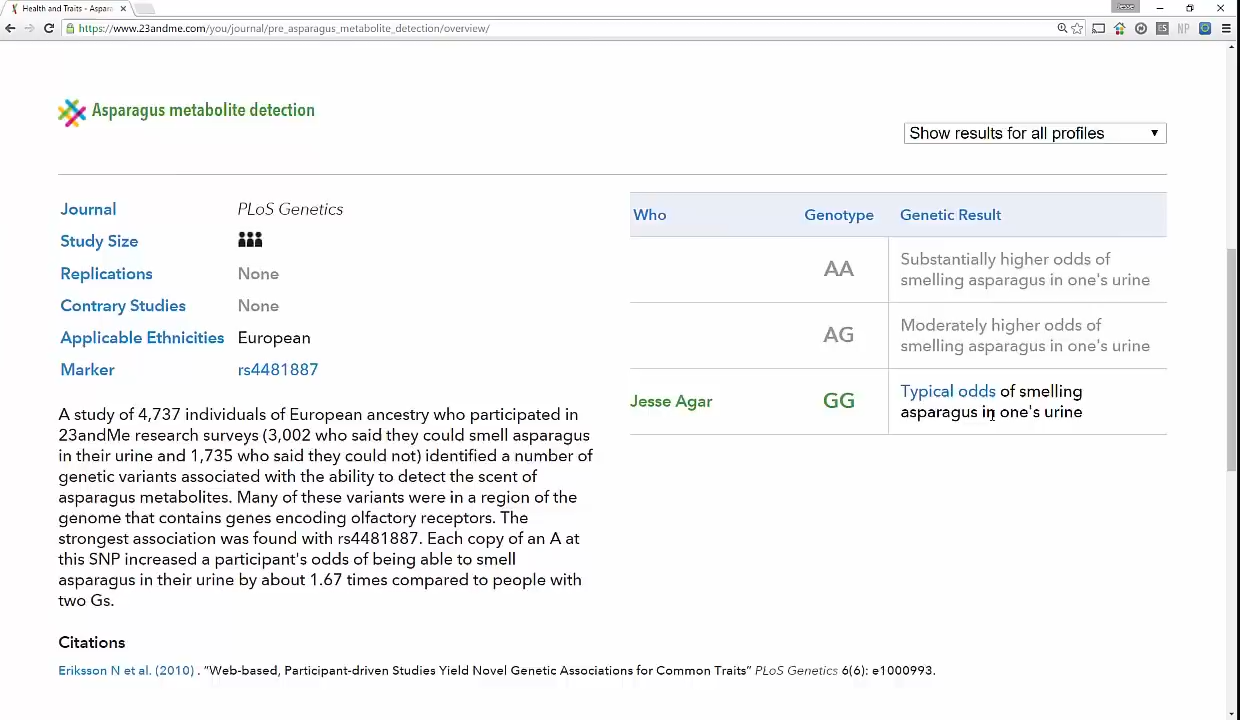 Health and Traits - Aspara
https://www.23andme.com/you/journal/pre_asparagus_metabolite_detection/overview/
Asparagus metabolite detection
Show results for all profiles
Journal PLoS Genetics
Study Size
Replications None
Contrary Studies None
Applicable Ethnicities European
Marker rs4481887
A study of 4,737 individuals of European ancestry who participated in
23andMe research surveys (3,002 who said they could smell asparagus
in their urine and 1,735 who said they could not) identified a number of
genetic variants associated with the ability to detect the scent of
asparagus metabolites. Many of these variants were in a region of the
genome that contains genes encoding olfactory receptors. The
strongest association was found with rs4481887. Each copy of an A at
this SNP increased a participant's odds of being able to smell
asparagus in their urine by about 1.67 times compared to people with
two Gs.
Who Genotype Genetic Result
AA Substantially higher odds of
smelling asparagus in one's urine
AG Moderately higher odds of
smelling asparagus in one's urine
Jesse Agar GG Typical odds of smelling
asparagus in one's urine
Citations
Eriksson N et al. (2010) . "Web-based, Participant-driven Studies Yield Novel Genetic Associations for Common Traits" PLoS Genetics 6(6): e1000993.